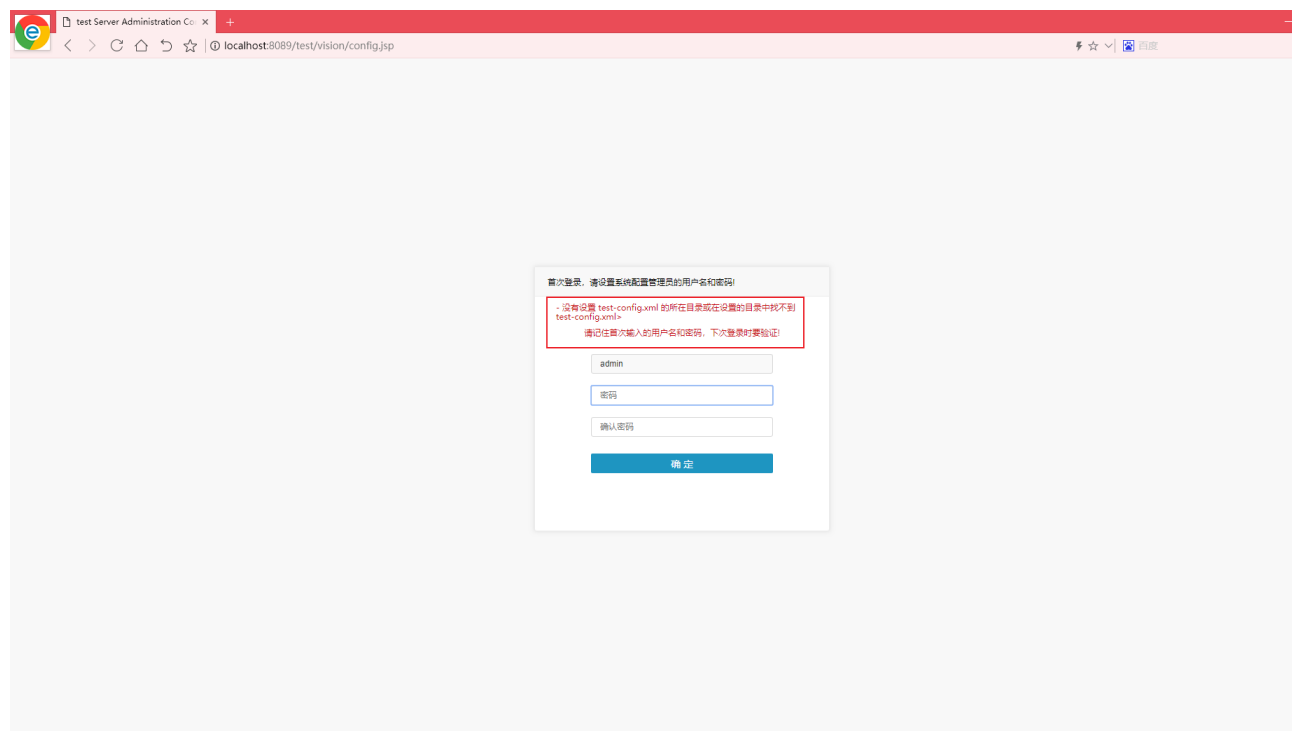 test Server Administration Co
localhost:8089/test/vision/config.jsp
百度
首次登录，请设置系统配置管理员的用户名和密码!
- 没有设置 test-config.xml 的所在目录或在设置的目录中找不到
test-config.xml>
请记住首次输入的用户名和密码，下次登录时要验证!
admin
密码
确认密码
确 定